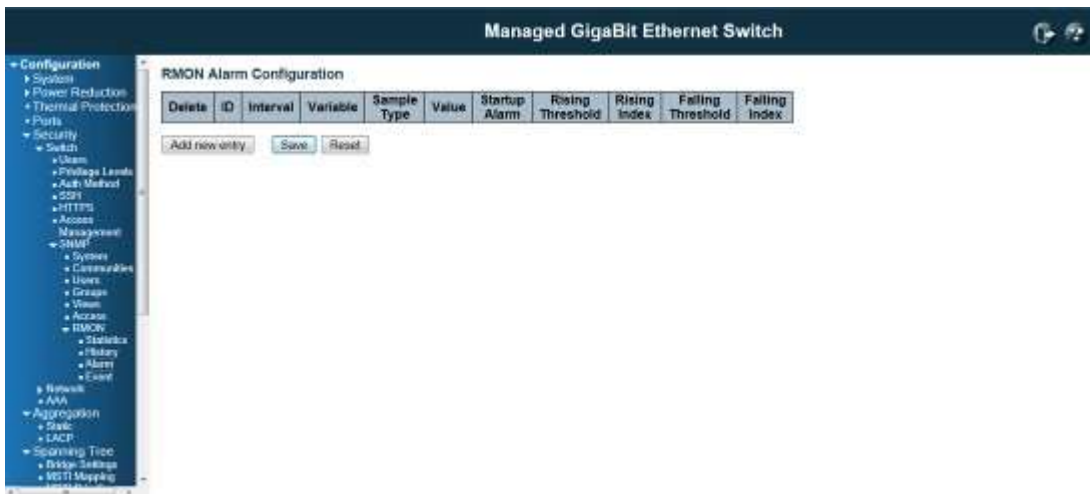 Managed GigaBit Ethernet Switch
Configuration
System
Power Reduction
Thermal Protection
Ports
Security
Switch
Users
Privilege Levels
Auth Method
SSH
HTTPS
Access
Management
SNMP
System
Communities
Users
Groups
Views
Access
RMON
Statistics
History
Alarm
Event
Network
AAA
Aggregation
Static
LACP
Spanning Tree
Bridge Settings
MSTI Mapping
RMON Alarm Configuration
Delete ID Interval Variable Sample Type Value Startup Alarm Rising Threshold Rising Index Falling Threshold Falling Index
Add new entry Save Reset